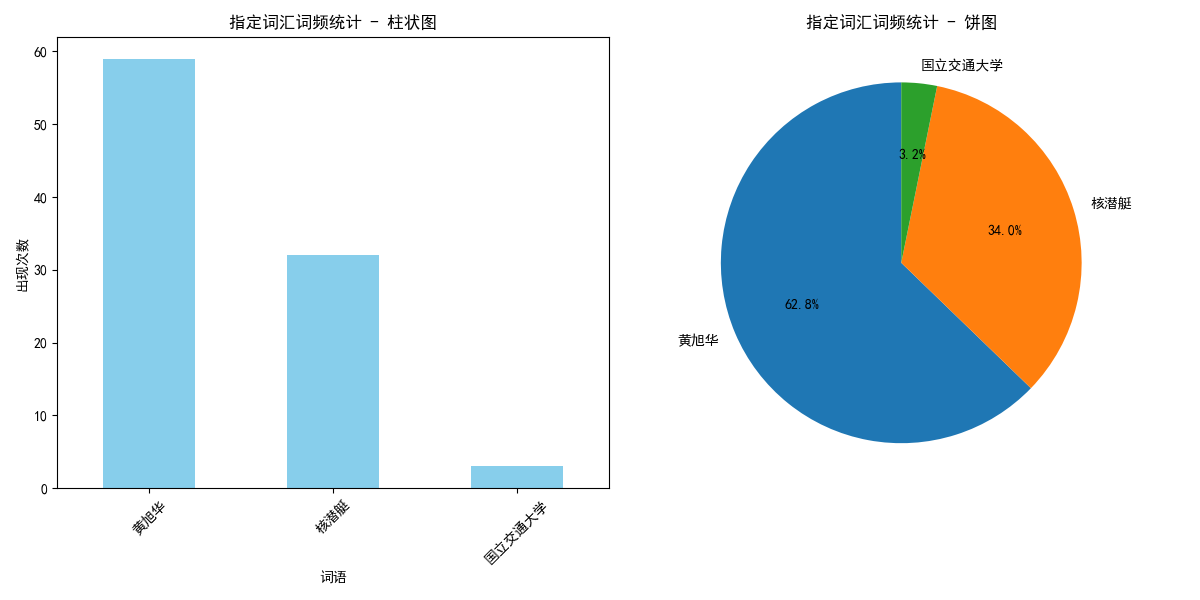 指定词汇词频统计 - 柱状图
出现次数
60
50
40
30
20
10
0
黄旭华
核潜艇
国立交通大学
词语
指定词汇词频统计 - 饼图
国立交通大学
3.2%
核潜艇
34.0%
62.8%
黄旭华